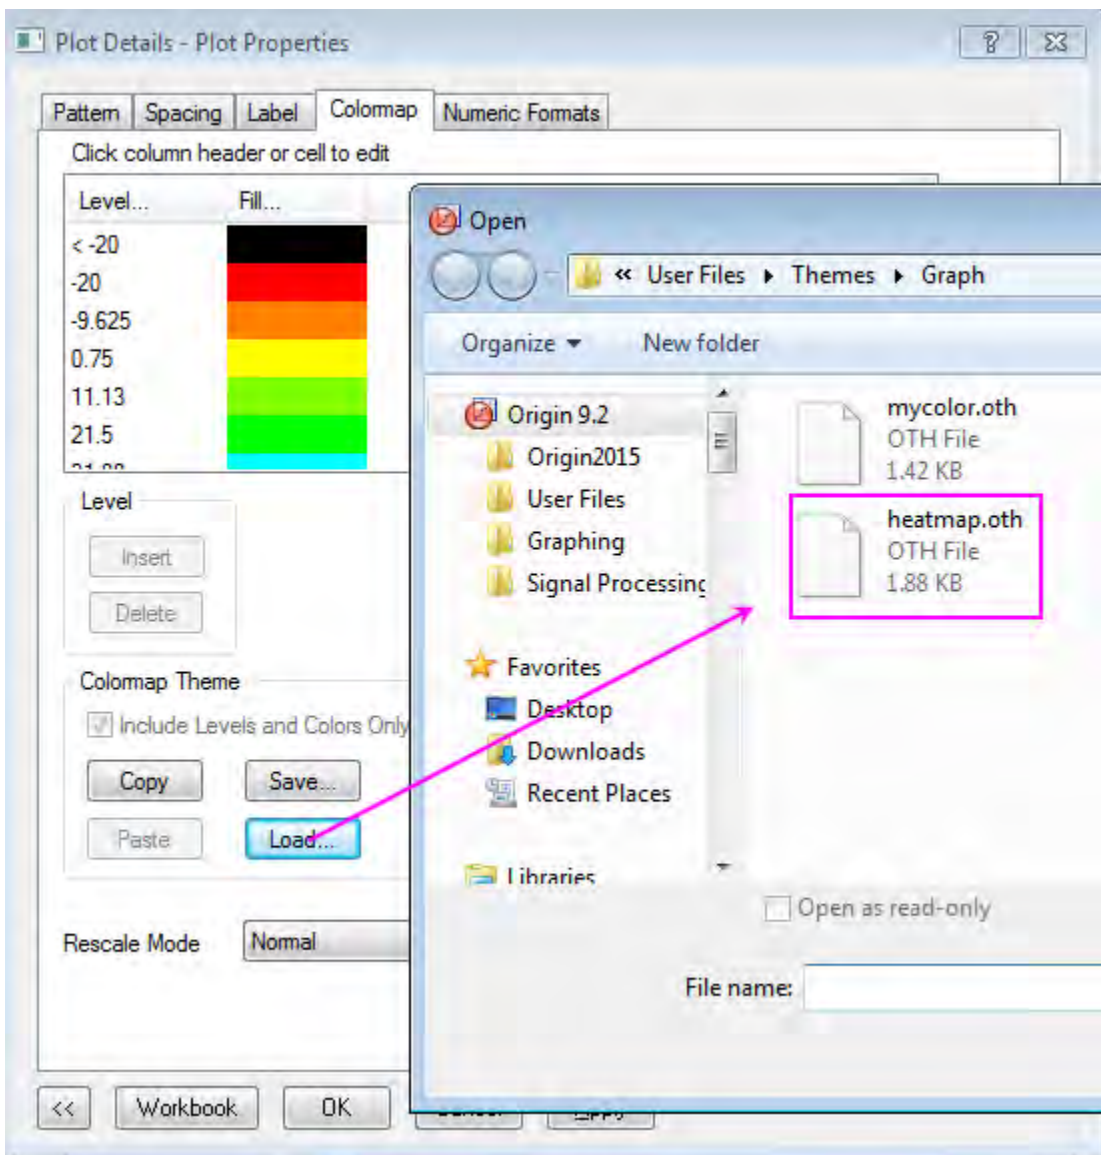 Plot Details - Plot Properties
Pattern Spacing Label Colormap Numeric Formats
Click column header or cell to edit
Level... Fill...
< -20
-20
-9.625
0.75
11.13
21.5
Level
Insert
Delete
Colormap Theme
Include Levels and Colors Only
Copy Save...
Paste Load...
Rescale Mode Normal
<< Workbook OK
Open
« User Files Themes Graph
Organize New folder
Origin 9.2
Origin2015
User Files
Graphing
Signal Processing
Favorites
Desktop
Downloads
Recent Places
Libraries
mycolor.oth
OTH File
1.42 KB
heatmap.oth
OTH File
1.88 KB
Open as read-only
File name: